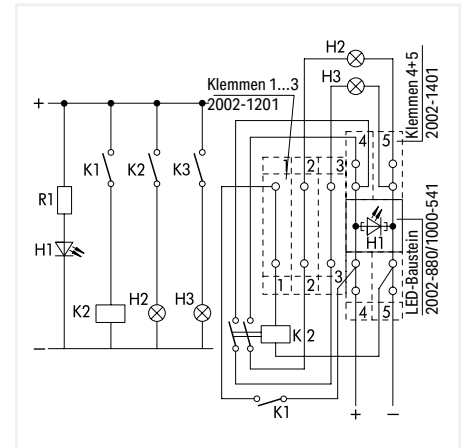 +
K1
K2
K3
R1
H1
K2
H2
H3
–
H2
H3
Klemmen 1...3
2002-1201
Klemmen 4+5
2002-1401
1
2
3
4
5
H1
LED-Baustein
2002-880/1000-541
1
2
3
4
5
K 2
K1
+
–